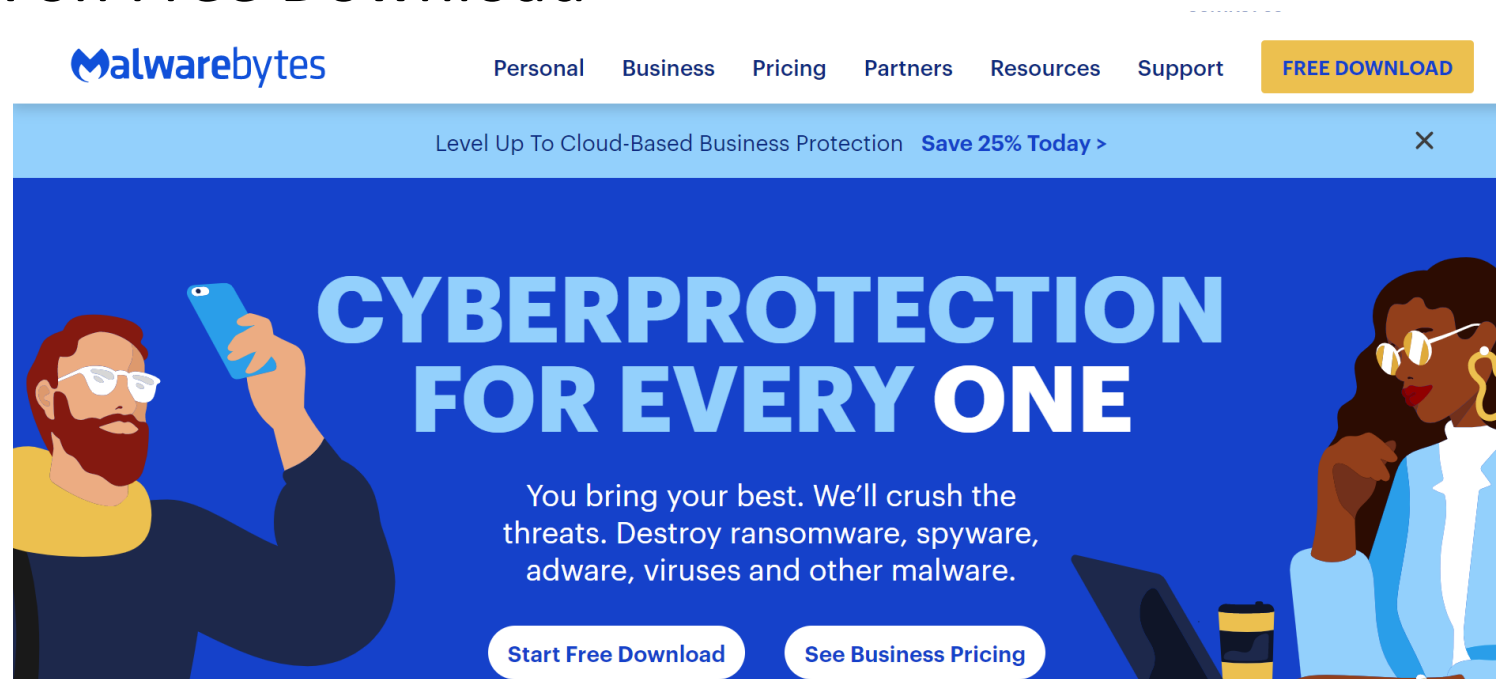 Free Download
Malwarebytes
Personal Business Pricing Partners Resources Support FREE DOWNLOAD
Level Up To Cloud-Based Business Protection Save 25% Today >
CYBERPROTECTION
FOR EVERY ONE
You bring your best. We’ll crush the
threats. Destroy ransomware, spyware,
adware, viruses and other malware.
Start Free Download See Business Pricing